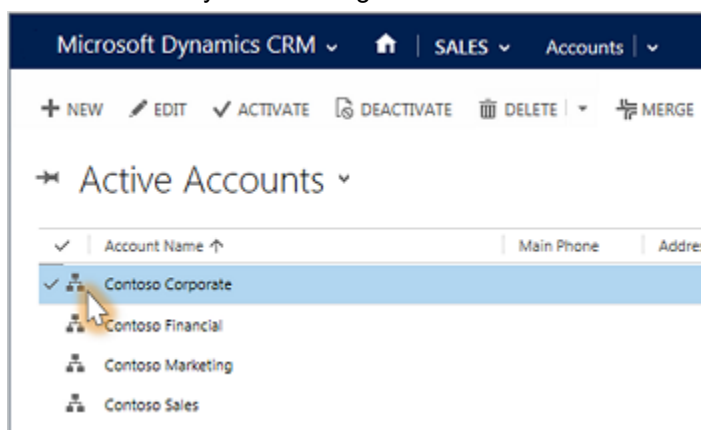 Microsoft Dynamics CRM SALES Accounts
NEW EDIT ACTIVATE DEACTIVATE DELETE MERGE
Active Accounts
Account Name Main Phone Addre
Contoso Corporate
Contoso Financial
Contoso Marketing
Contoso Sales